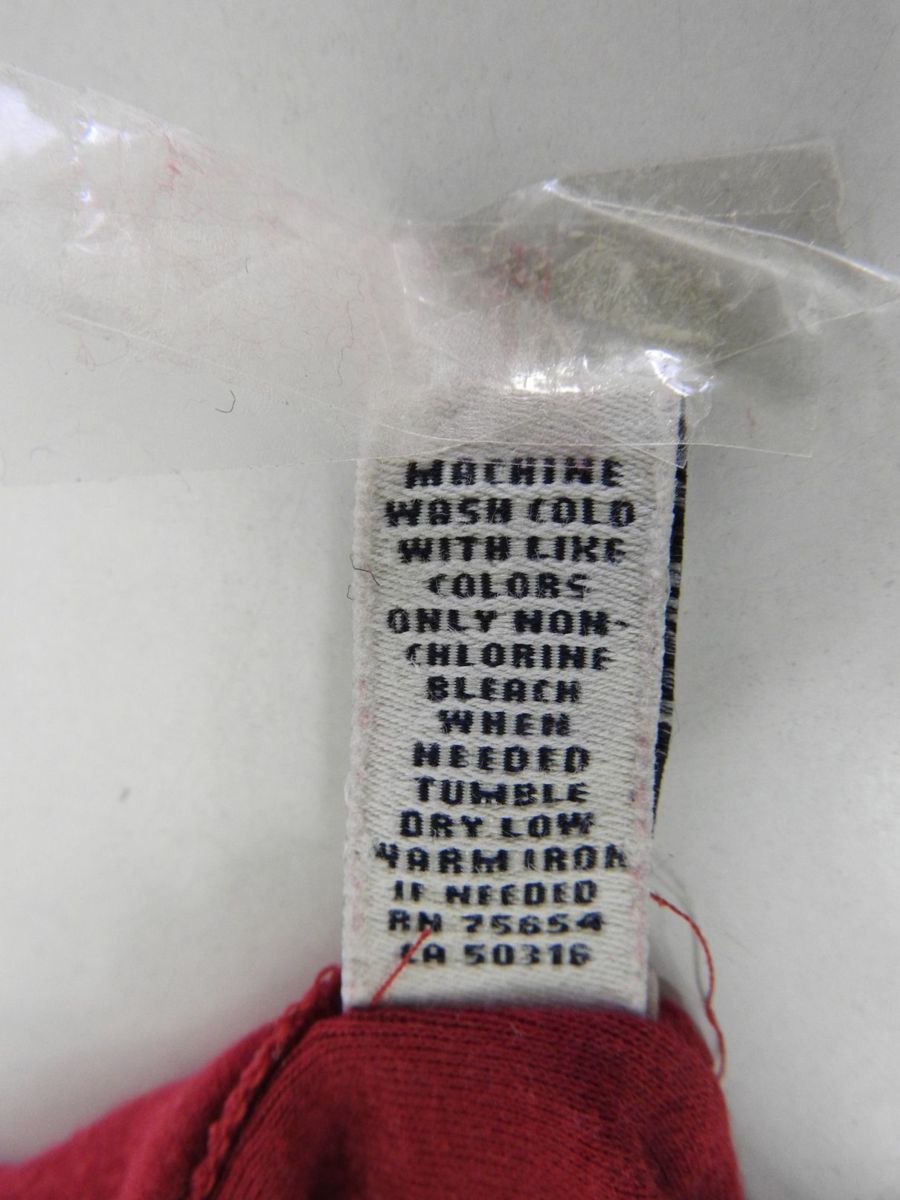 MACHINE
WASH COLD
WITH LIKE
COLORS
ONLY NON-
CHLORINE
BLEACH
WHEN
NEEDED
TUMBLE
DRY LOW
WARM IRON
IF NEEDED
RN 75654
CA 50316